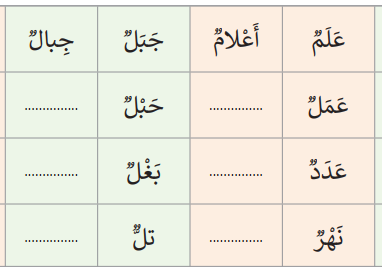 عَلَمٌ أَعْلامٌ جَبَلٌ جِبالٌ
عَمَلٌ ............... حَبْلٌ ...............
عَدَدٌ ............... بَغْلٌ ...............
نَهْرٌ ............... تلٌّ ...............